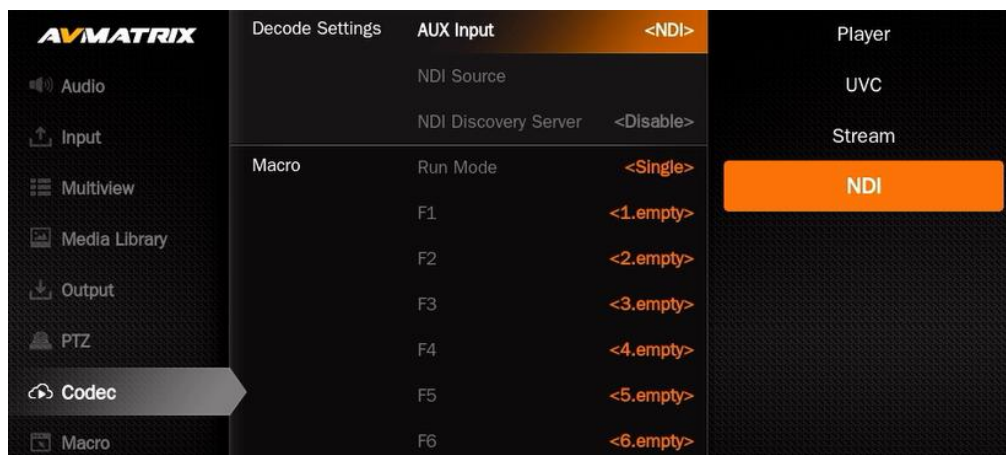 AVMATRIX
Audio
Input
Multiview
Media Library
Output
PTZ
Codec
Macro
Decode Settings
AUX Input <NDI>
NDI Source
NDI Discovery Server <Disable>
Macro
Run Mode <Single>
F1 <1.empty>
F2 <2.empty>
F3 <3.empty>
F4 <4.empty>
F5 <5.empty>
F6 <6.empty>
Player
UVC
Stream
NDI